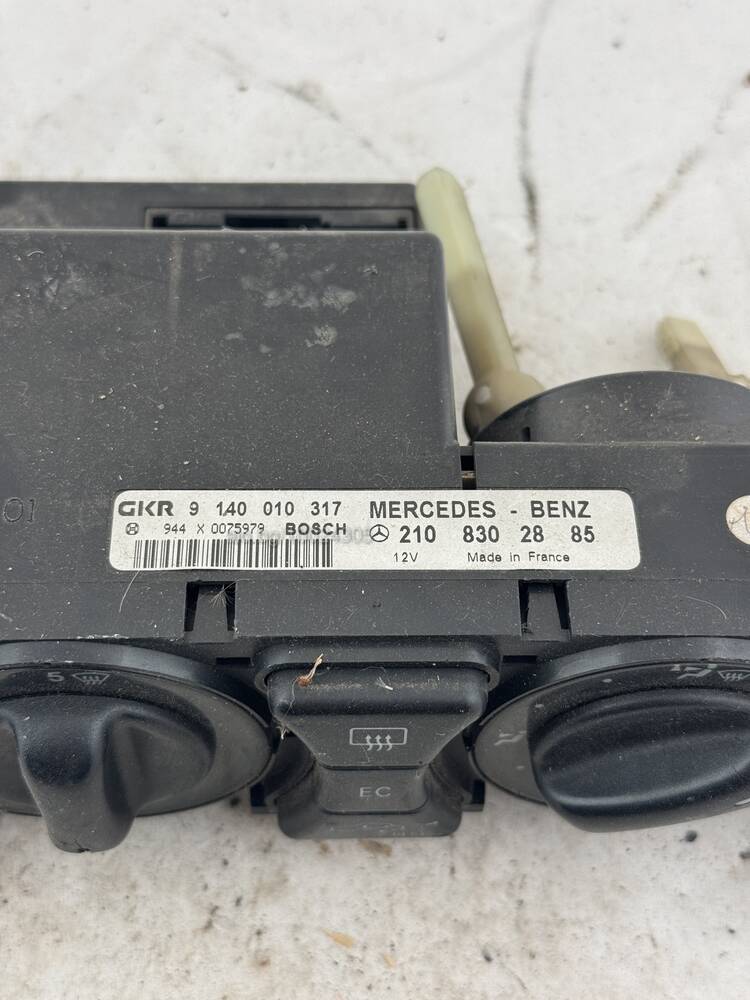 GKR 9 140 010 317 MERCEDES - BENZ
944 X 0075979 BOSCH 210 830 28 85
12V Made in France
01
5
EC